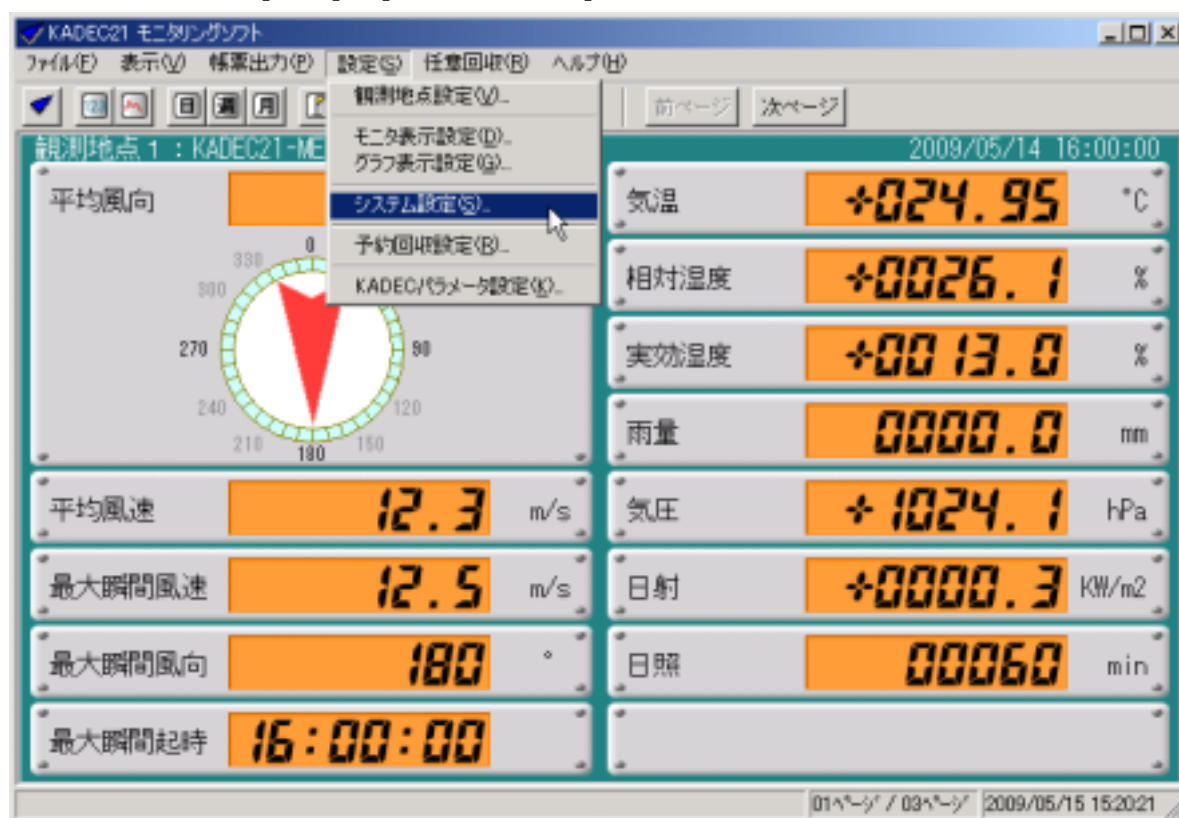 KADEC21 モニタリングソフト
ファイル(F) 表示(V) 帳票出力(P) 設定(S) 任意回収(R) ヘルプ(H)
日 週 月 前ページ 次ページ
観測地点設定(V)...
モニタ表示設定(D)...
グラフ表示設定(G)...
システム設定(S)...
予約回収設定(R)...
KADECパラメータ設定(K)...
観測地点 1 : KADEC21-ME
2009/05/14 16:00:00
平均風向
0
330
300
270
90
240
120
210
180
150
平均風速 12.3 m/s
最大瞬間風速 12.5 m/s
最大瞬間風向 180 °
最大瞬間起時 16:00:00
気温 +024.95 °C
相対湿度 +0026.1 %
実効湿度 +0013.0 %
雨量 0000.0 mm
気圧 +1024.1 hPa
日射 +0000.3 KW/m2
日照 00060 min
01ページ / 03ページ 2009/05/15 15:20:21